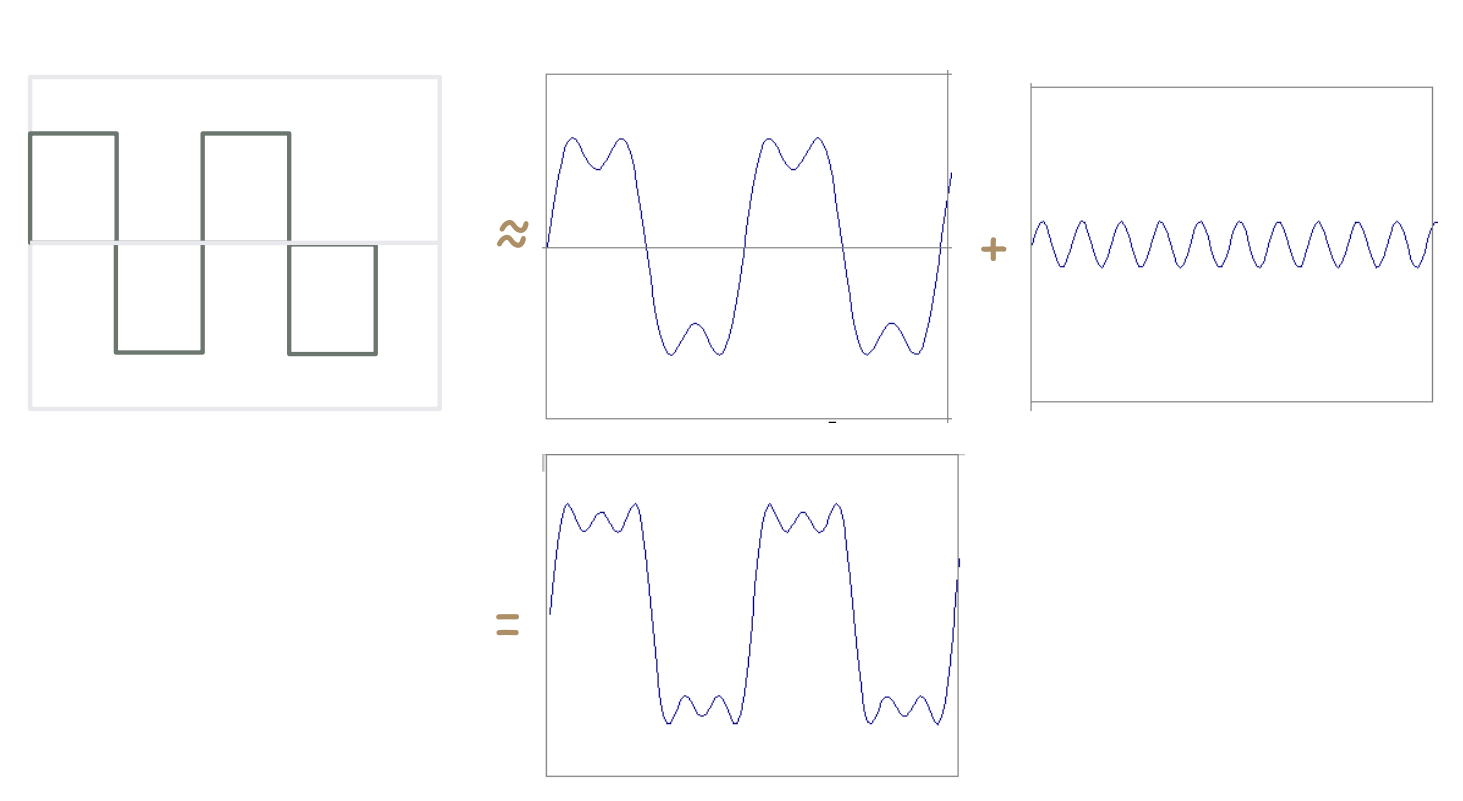 ≈
+
=